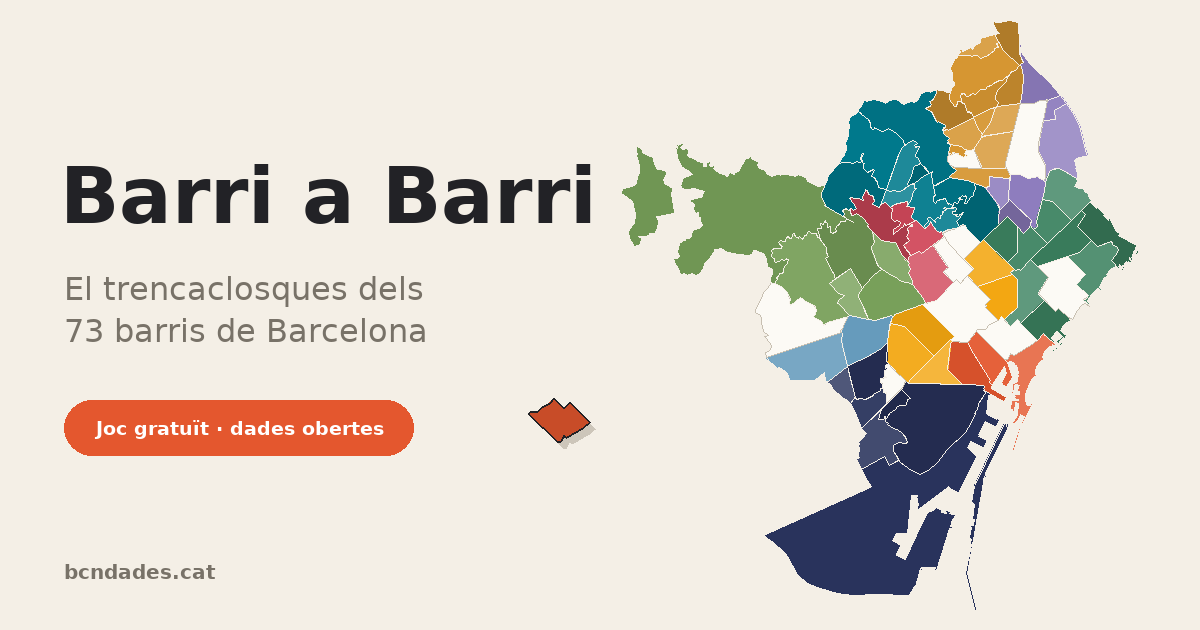 Barri a Barri
El trencaclosques dels
73 barris de Barcelona
Joc gratuït · dades obertes
bcndades.cat